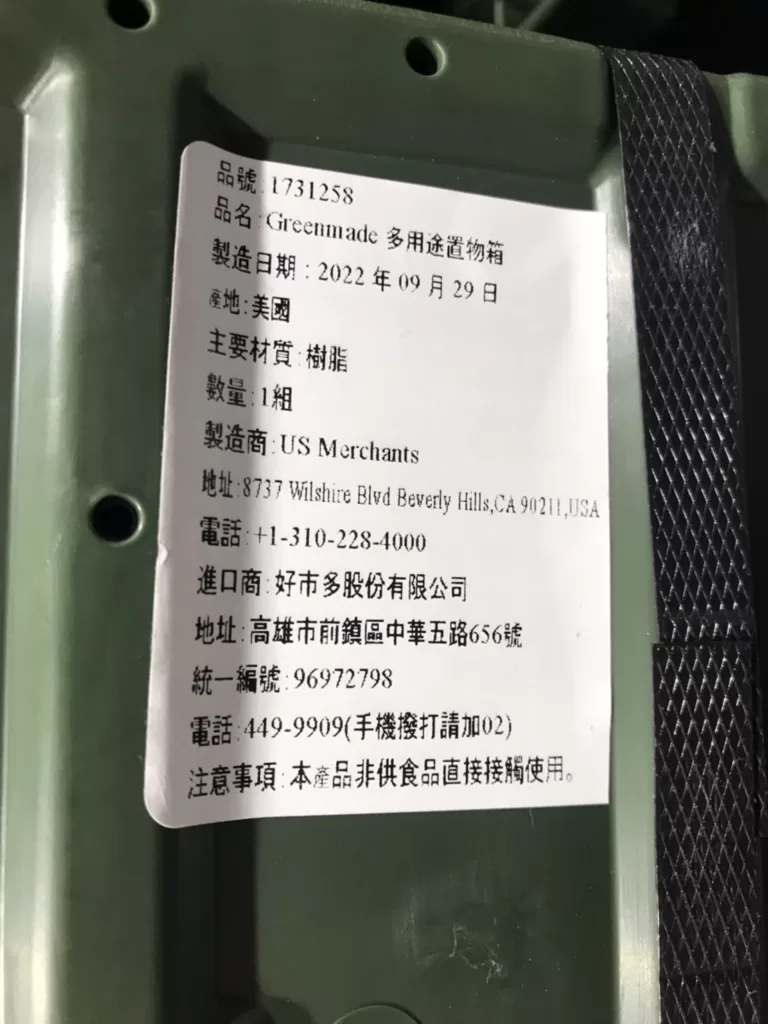 品號:1731258
品名:Greenmade 多用途置物箱
製造日期：2022 年 09 月 29 日
產地:美國
主要材質:樹脂
數量:1組
製造商:US Merchants
地址:8737 Wilshire Blvd Beverly Hills,CA 90211,USA
電話:+1-310-228-4000
進口商:好市多股份有限公司
地址:高雄市前鎮區中華五路656號
統一編號:96972798
電話:449-9909(手機撥打請加02)
注意事項:本產品非供食品直接接觸使用。